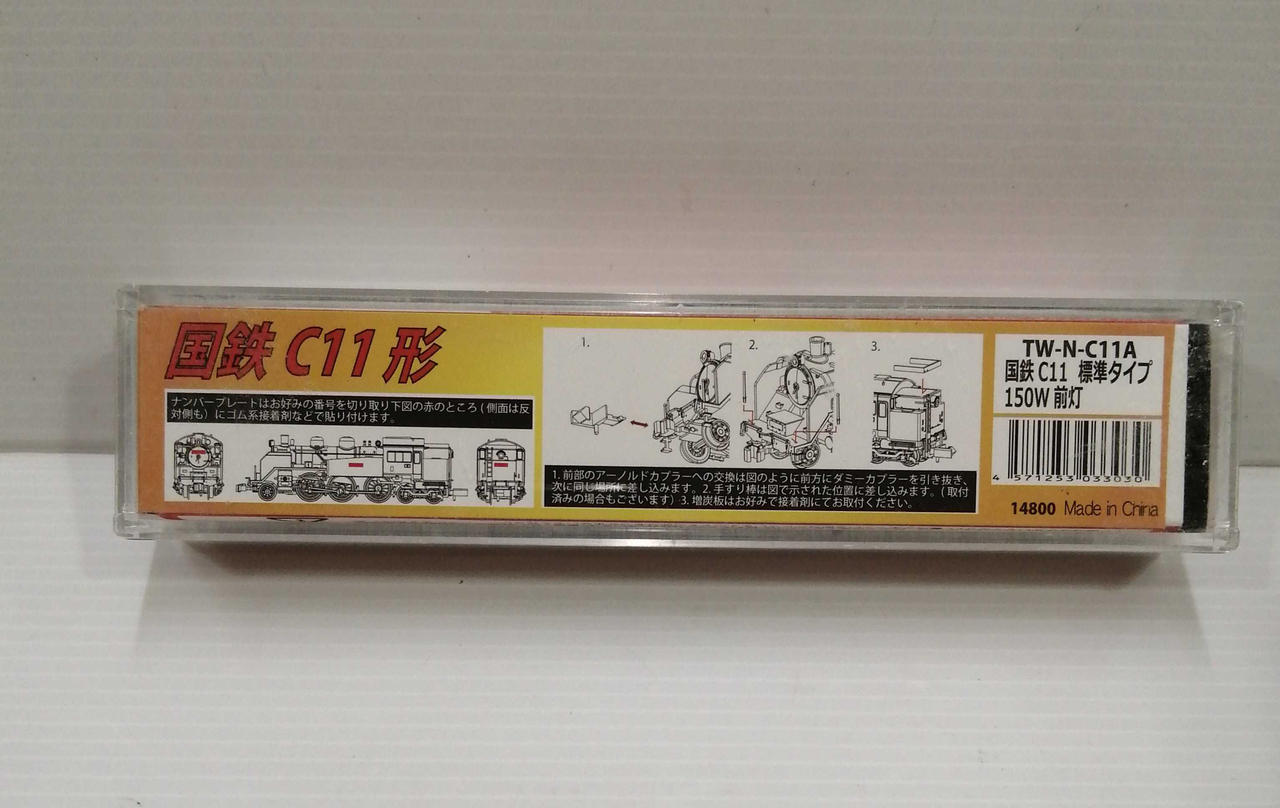 国鉄 C11 形
ナンバープレートはお好みの番号を切り取り下図の赤のところ ( 側面は反
対側も）にゴム系接着剤などで貼り付けます。
1.
2.
3.
1. 前部のアーノルドカプラーへの交換は図のように前方にダミーカプラーを引き抜き、
次に同じ場所に差し込みます。2. 手すり棒は図で示された位置に差し込みます。( 取付
済みの場合もございます）3. 増炭板はお好みで接着剤にてお取付ください。
TW-N-C11A
国鉄 C11 標準タイプ
150W 前灯
4 571253 033030
14800 Made in China